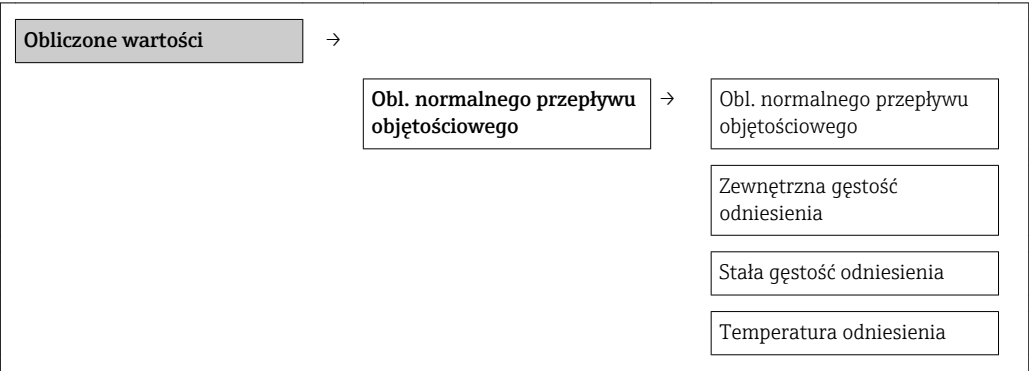 Obliczone wartości →
Obl. normalnego przepływu → Obl. normalnego przepływu
objętościowego objętościowego
Zewnętrzna gęstość
odniesienia
Stała gęstość odniesienia
Temperatura odniesienia